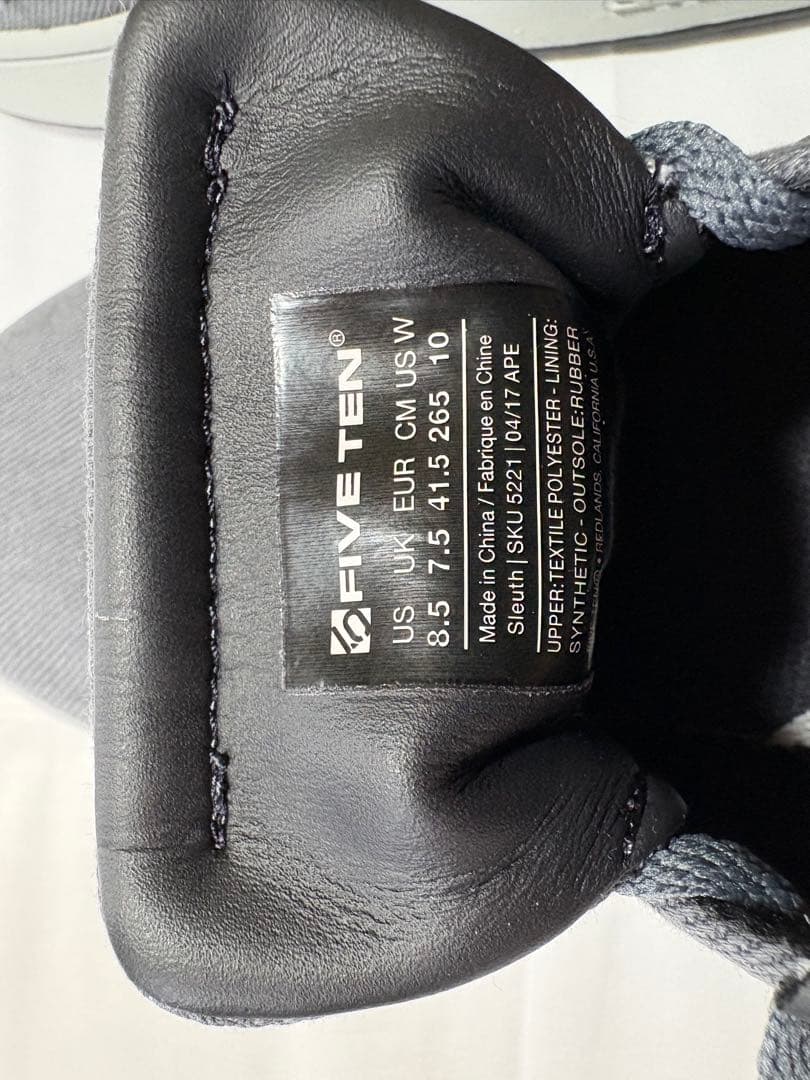 FIVE TEN®
US UK EUR CM US W
8.5 7.5 41.5 265 10
Made in China / Fabrique en Chine
Sleuth | SKU 5221 | 04/17 APE
UPPER:TEXTILE POLYESTER - LINING:
SYNTHETIC - OUTSOLE:RUBBER
• REDLANDS, CALIFORNIA U.S.A